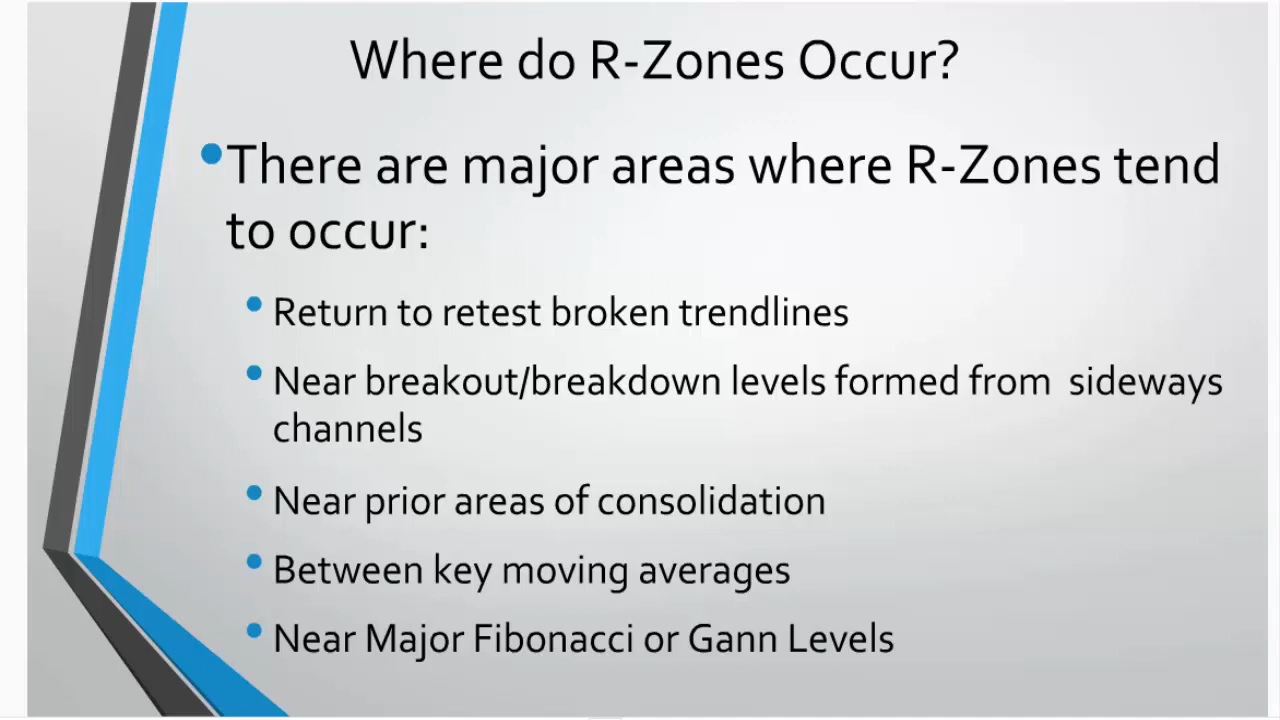 Where do R-Zones Occur?
•There are major areas where R-Zones tend
to occur:
• Return to retest broken trendlines
• Near breakout/breakdown levels formed from  sideways
channels
• Near prior areas of consolidation
• Between key moving averages
• Near Major Fibonacci or Gann Levels